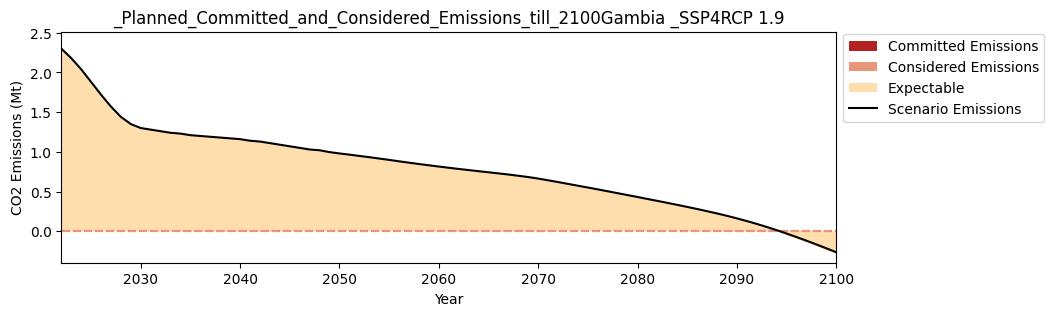 _Planned_Committed_and_Considered_Emissions_till_2100Gambia _SSP4RCP 1.9
2.5
2.0
1.5
1.0
0.5
0.0
CO2 Emissions (Mt)
2030
2040
2050
2060
2070
2080
2090
2100
Year
Committed Emissions
Considered Emissions
Expectable
Scenario Emissions